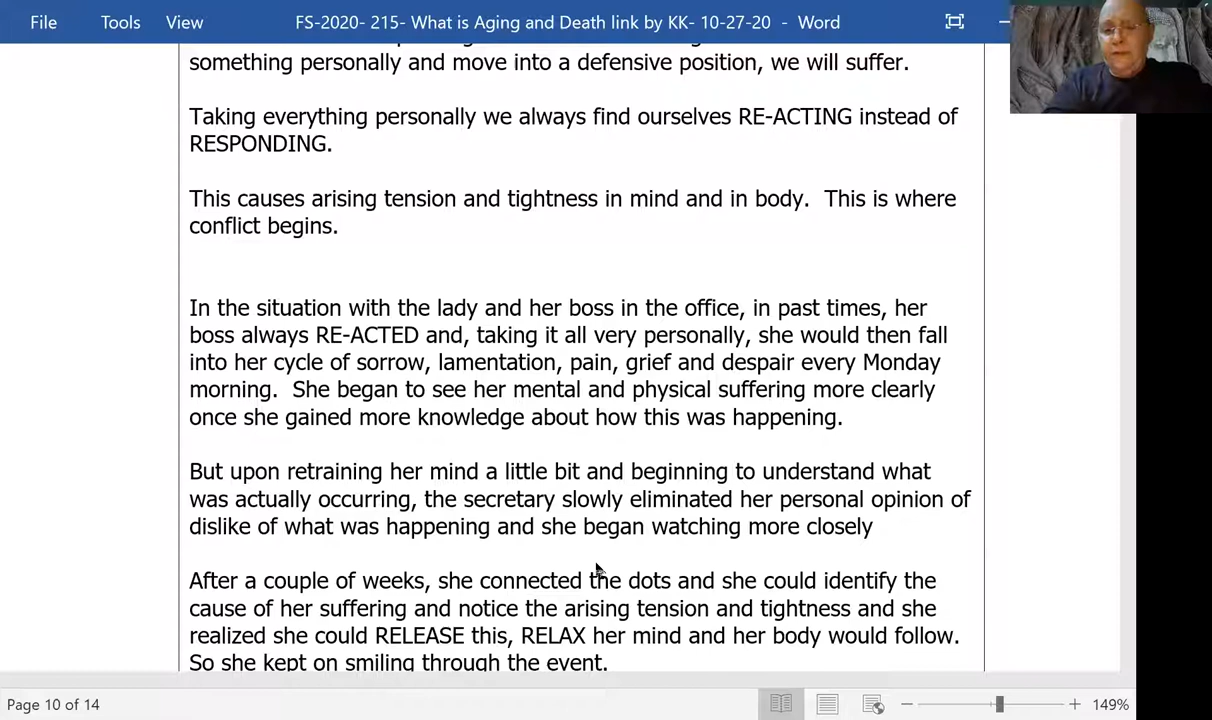 File Tools View FS-2020- 215- What is Aging and Death link by KK- 10-27-20 - Word
something personally and move into a defensive position, we will suffer.
Taking everything personally we always find ourselves RE-ACTING instead of
RESPONDING.
This causes arising tension and tightness in mind and in body.  This is where
conflict begins.
In the situation with the lady and her boss in the office, in past times, her
boss always RE-ACTED and, taking it all very personally, she would then fall
into her cycle of sorrow, lamentation, pain, grief and despair every Monday
morning.  She began to see her mental and physical suffering more clearly
once she gained more knowledge about how this was happening.
But upon retraining her mind a little bit and beginning to understand what
was actually occurring, the secretary slowly eliminated her personal opinion of
dislike of what was happening and she began watching more closely
After a couple of weeks, she connected the dots and she could identify the
cause of her suffering and notice the arising tension and tightness and she
realized she could RELEASE this, RELAX her mind and her body would follow.
So she kept on smiling through the event.
Page 10 of 14 149%